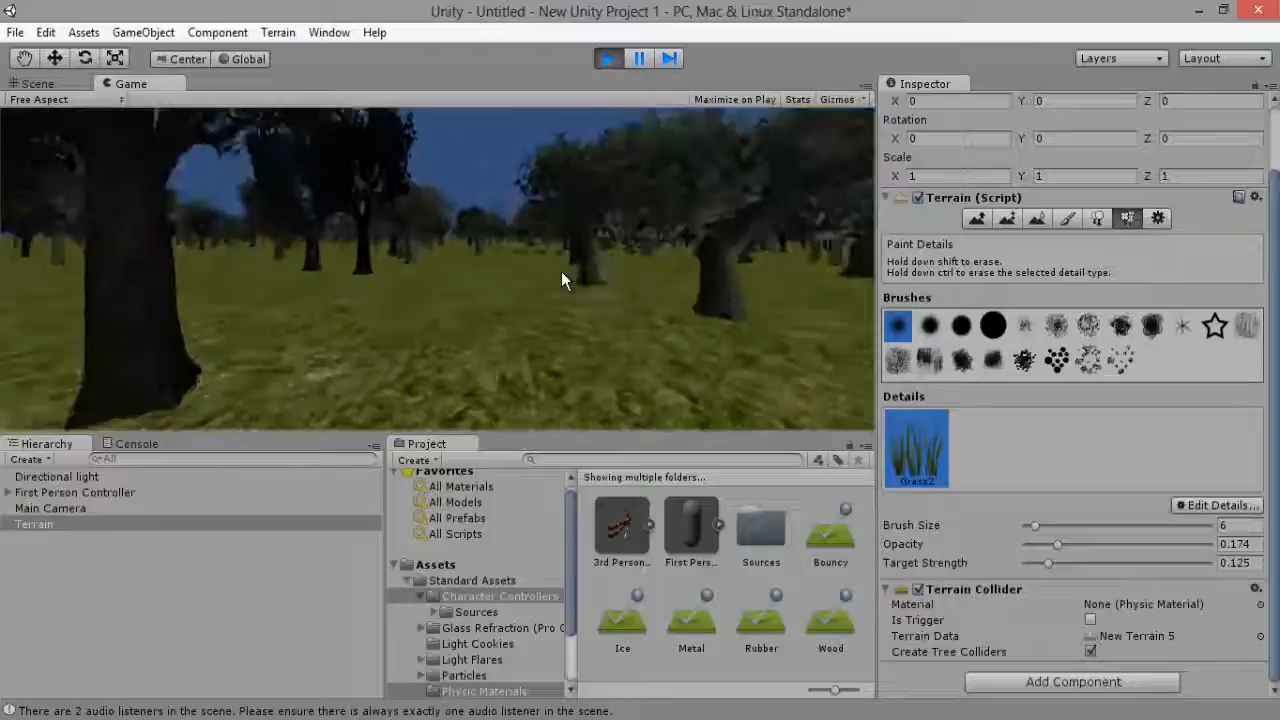 Unity - Untitled - New Unity Project 1 - PC, Mac & Linux Standalone*
File Edit Assets GameObject Component Terrain Window Help
Center Global Layers Layout
Scene Game Inspector
Free Aspect Maximize on Play Stats Gizmos
X 0 Y 0 Z 0
Rotation
X 0 Y 0 Z 0
Scale
X 1 Y 1 Z 1
Terrain (Script)
Paint Details
Hold down shift to erase.
Hold down ctrl to erase the selected detail type.
Brushes
Details
Grass2
Edit Details...
Brush Size 6
Opacity 0.174
Target Strength 0.125
Terrain Collider
Material None (Physic Material)
Is Trigger
Terrain Data New Terrain 5
Create Tree Colliders
Add Component
Hierarchy Console
Create All
Directional light
First Person Controller
Main Camera
Terrain
Project
Create
Favorites
All Materials
All Models
All Prefabs
All Scripts
Assets
Standard Assets
Character Controllers
Sources
Glass Refraction (Pro
Light Cookies
Light Flares
Particles
Physic Materials
Showing multiple folders...
3rd Person... First Pers... Sources Bouncy
Ice Metal Rubber Wood
There are 2 audio listeners in the scene. Please ensure there is always exactly one audio listener in the scene.